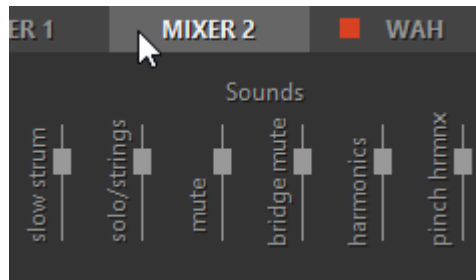 ER 1 MIXER 2 WAH
Sounds
slow strum
solo/strings
mute
bridge mute
harmonics
pinch hrmnx